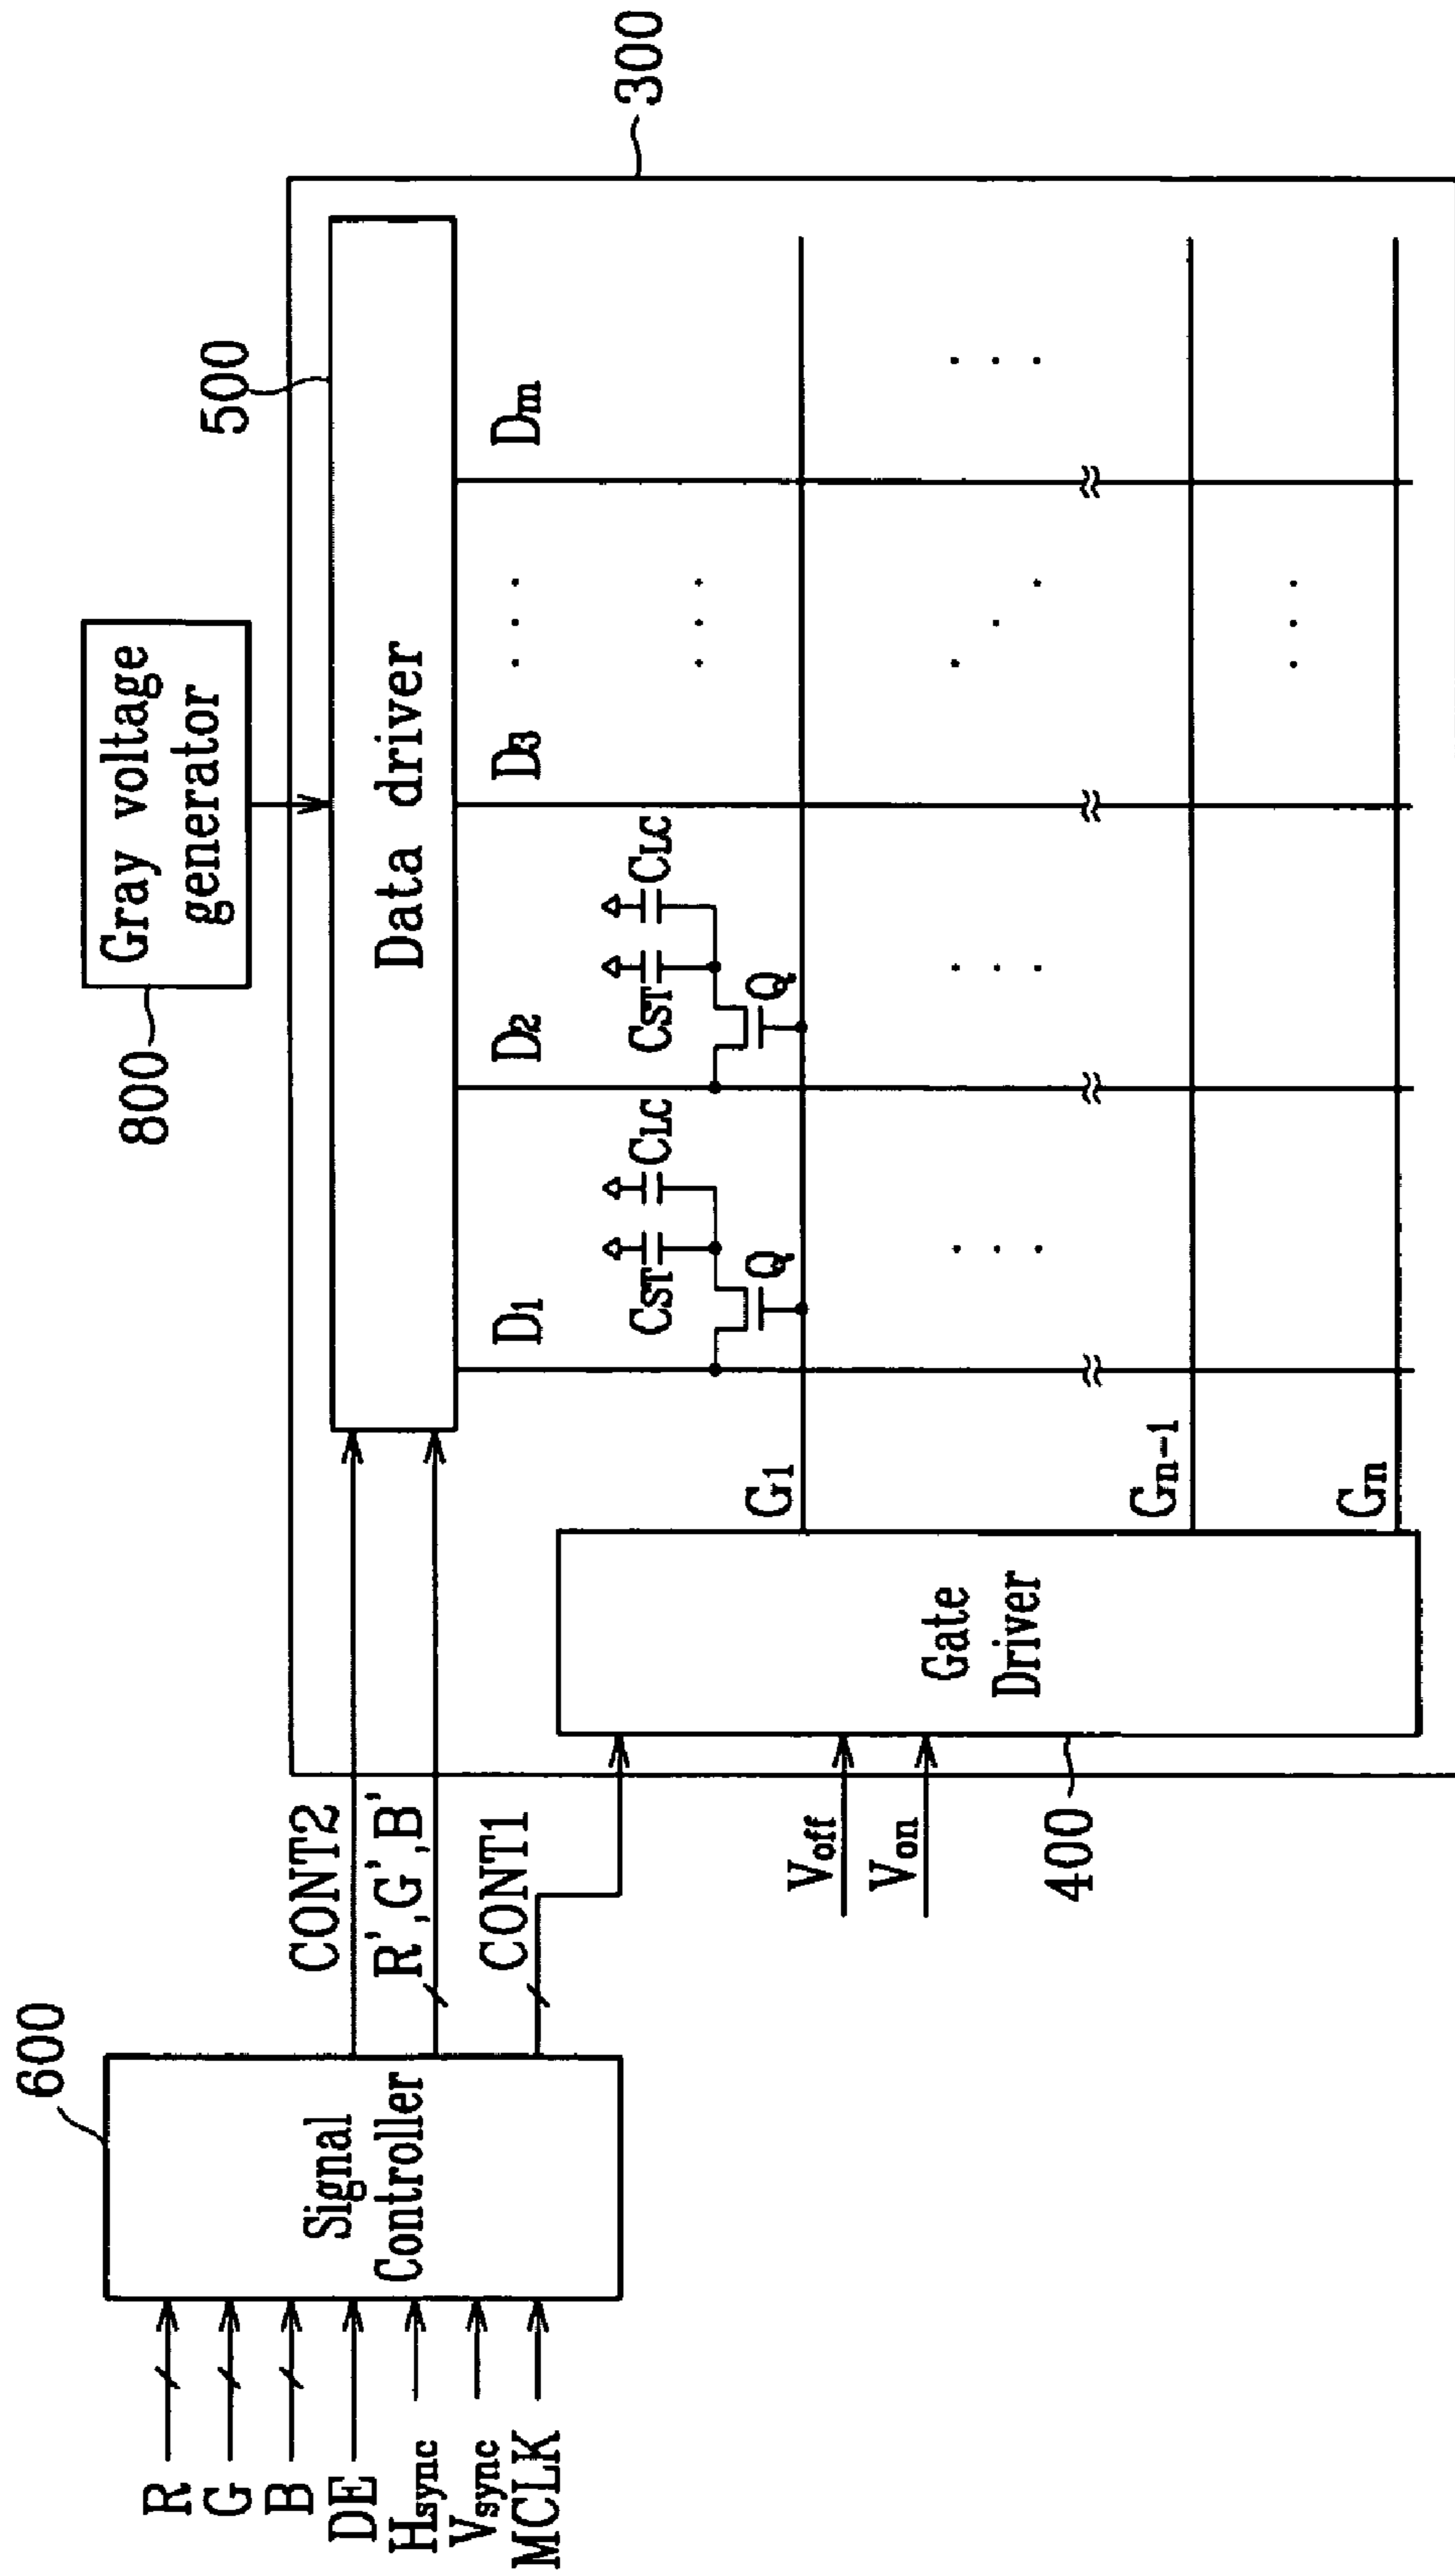 800
Gray voltage
generator
500
300
600
Signal
Controller
R
G
B
DE
Hsync
Vsync
MCLK
CONT2
R',G',B'
CONT1
Data driver
D1
D2
D3
Dm
CST
CLC
Q
CST
CLC
Q
Voff
Von
400
Gate
Driver
G1
Gn-1
Gn